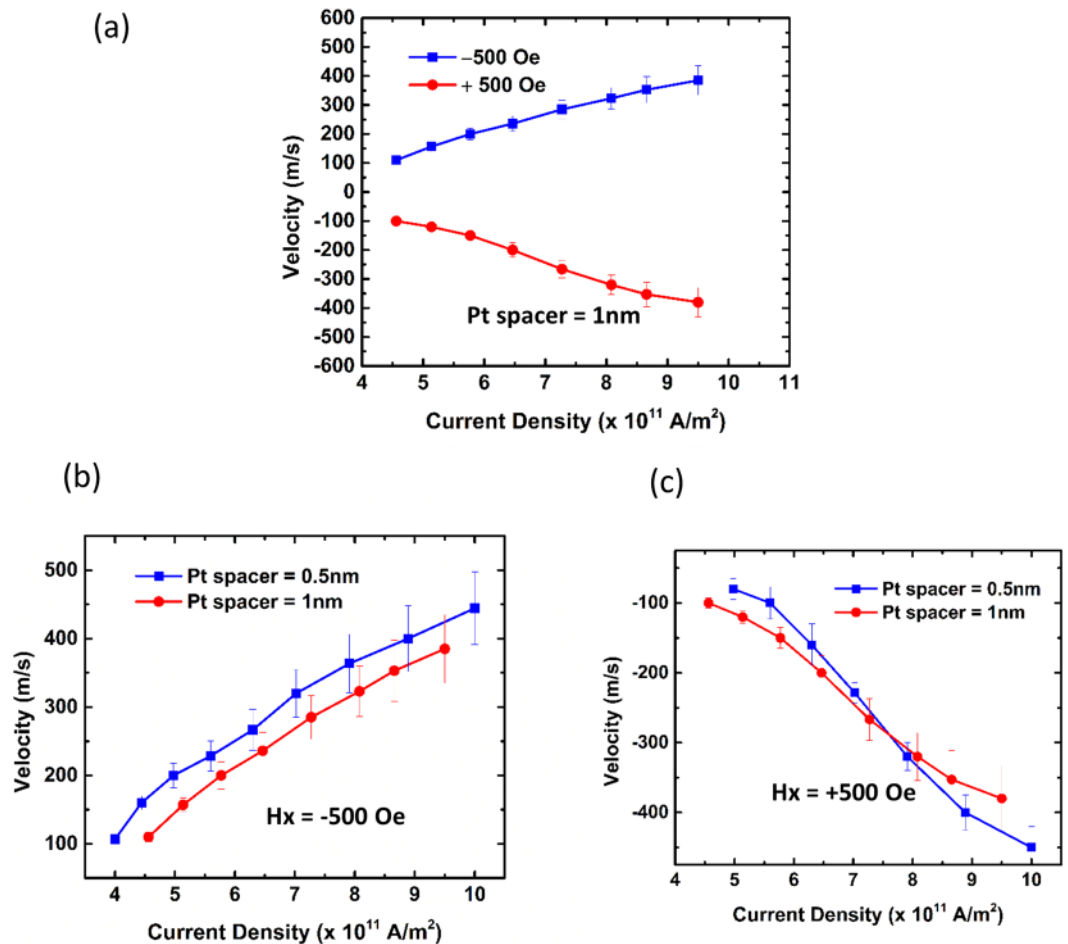 (a)
600
500
400
300
200
100
0
-100
-200
-300
-400
-500
-600
Velocity (m/s)
−500 Oe
+ 500 Oe
Pt spacer = 1nm
4 5 6 7 8 9 10 11
Current Density (x 10¹¹ A/m²)
(b)
500
400
300
200
100
Velocity (m/s)
Pt spacer = 0.5nm
Pt spacer = 1nm
Hx = -500 Oe
4 5 6 7 8 9 10
Current Density (x 10¹¹ A/m²)
(c)
-100
-200
-300
-400
Velocity (m/s)
Pt spacer = 0.5nm
Pt spacer = 1nm
Hx = +500 Oe
5 6 7 8 9 10
Current Density (x 10¹¹ A/m²)